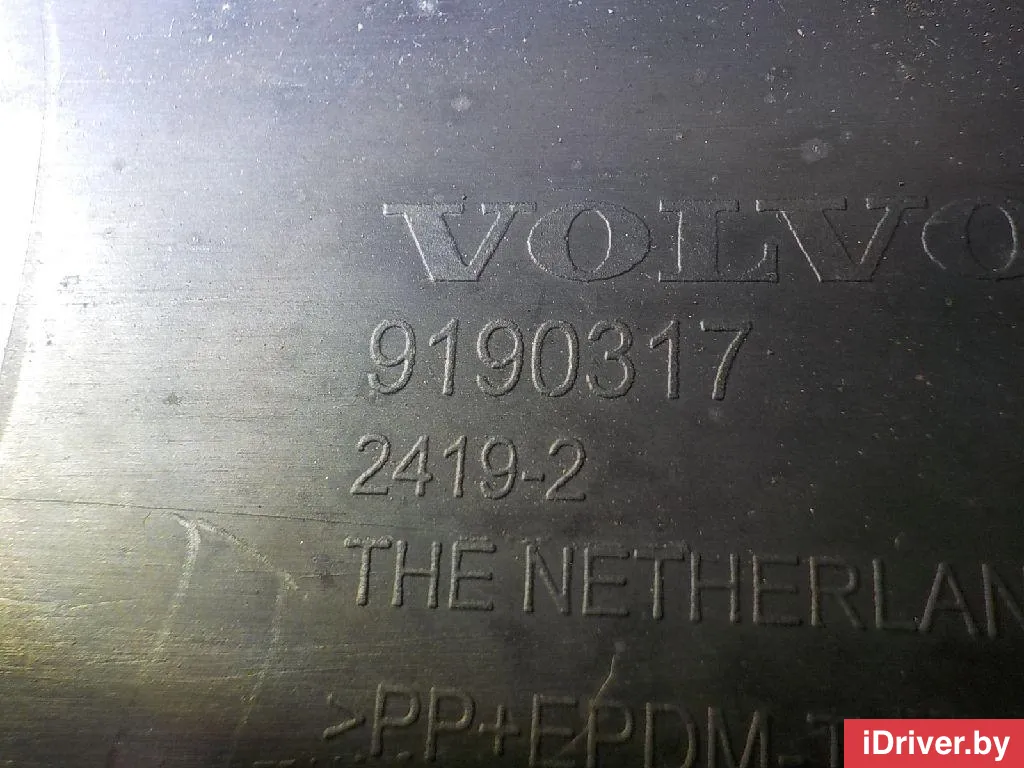 VOLVO
9190317
2419-2
THE NETHERLAN
>PP+EPDM-T
iDriver.by